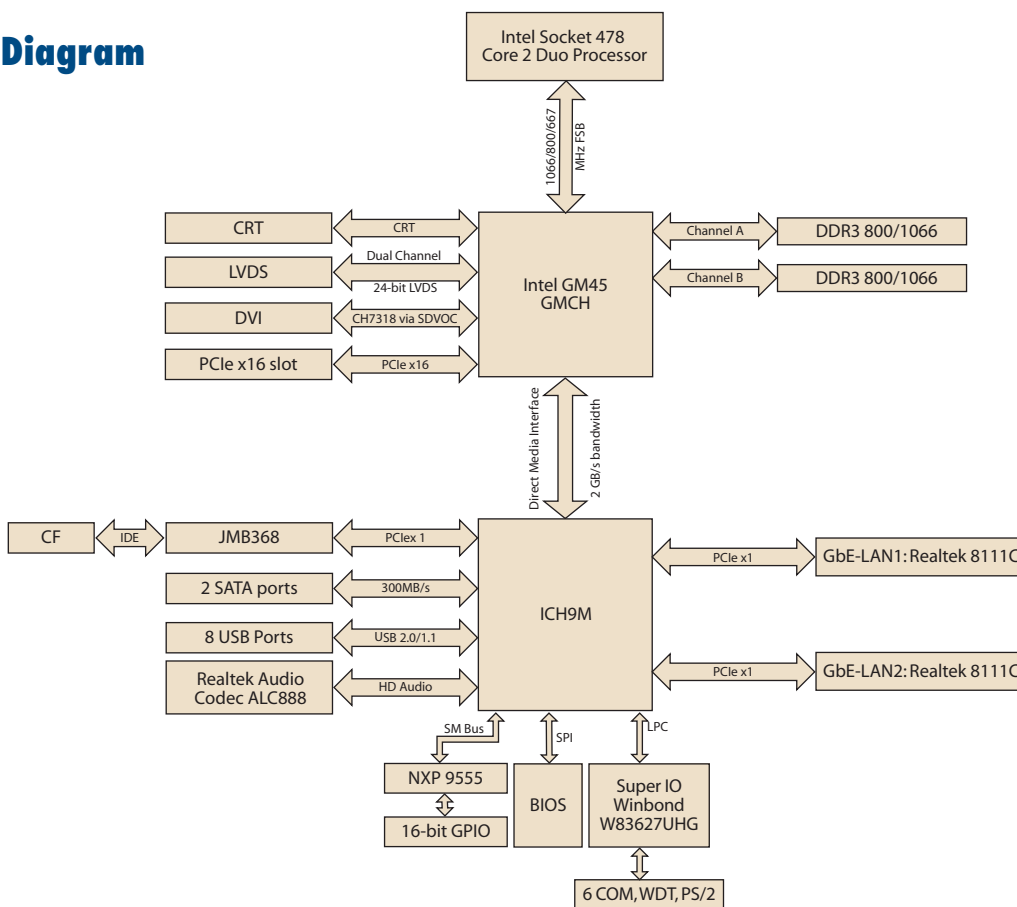 Diagram
Intel Socket 478
Core 2 Duo Processor
1066/800/667
MHz FSB
CRT
CRT
LVDS
Dual Channel
24-bit LVDS
DVI
CH7318 via SDVOC
PCIe x16 slot
PCIe x16
Intel GM45
GMCH
Channel A
DDR3 800/1066
Channel B
DDR3 800/1066
Direct Media Interface
2 GB/s bandwidth
CF
IDE
JMB368
PCIex 1
2 SATA ports
300MB/s
8 USB Ports
USB 2.0/1.1
Realtek Audio
Codec ALC888
HD Audio
ICH9M
PCIe x1
GbE-LAN1: Realtek 8111C
PCIe x1
GbE-LAN2: Realtek 8111C
SM Bus
SPI
LPC
NXP 9555
16-bit GPIO
BIOS
Super IO
Winbond
W83627UHG
6 COM, WDT, PS/2